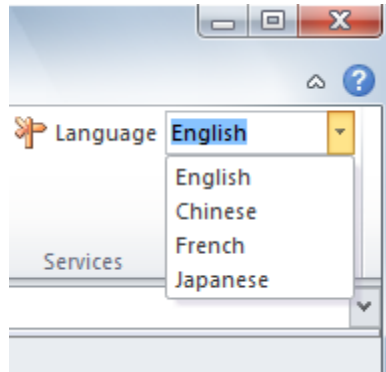 Language English
English
Chinese
French
Japanese
Services